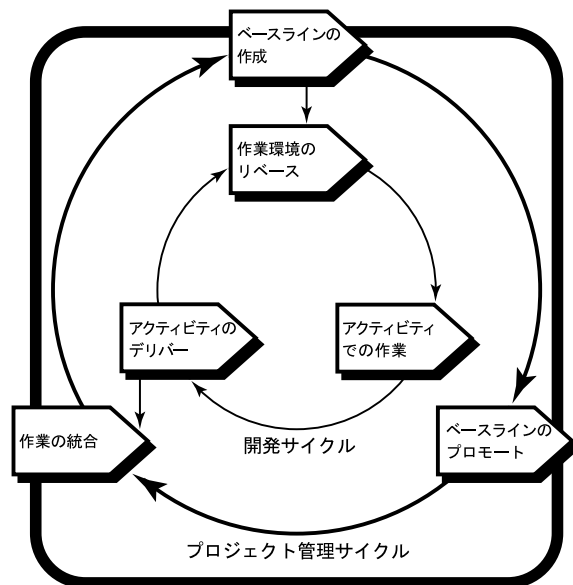 ベースラインの
作成
作業環境の
リベース
アクティビティの
デリバー
アクティビティ
での作業
作業の統合
開発サイクル
ベースラインの
プロモート
プロジェクト管理サイクル